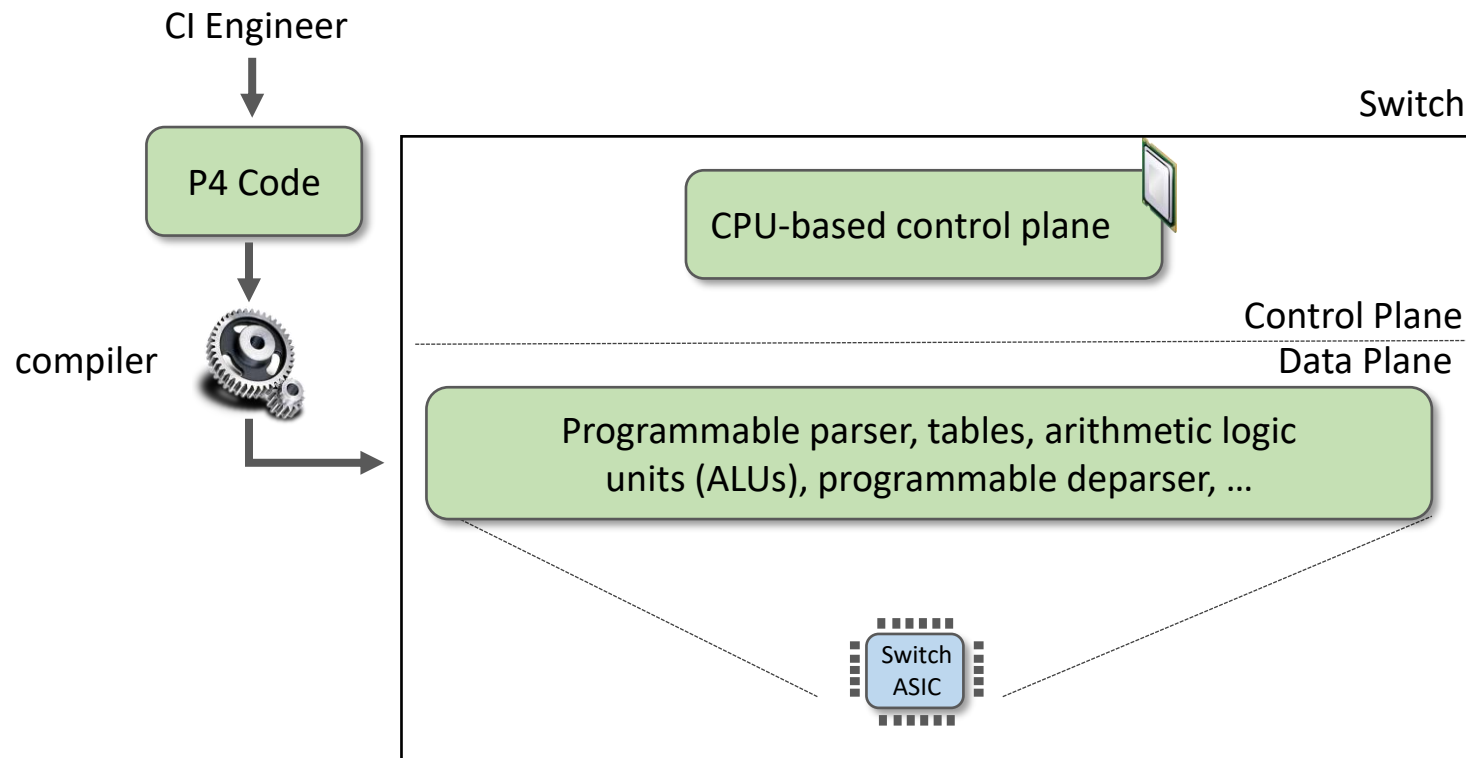 CI Engineer
Switch
P4 Code
CPU-based control plane
Control Plane
compiler
Data Plane
Programmable parser, tables, arithmetic logic
units (ALUs), programmable deparser, …
Switch
ASIC